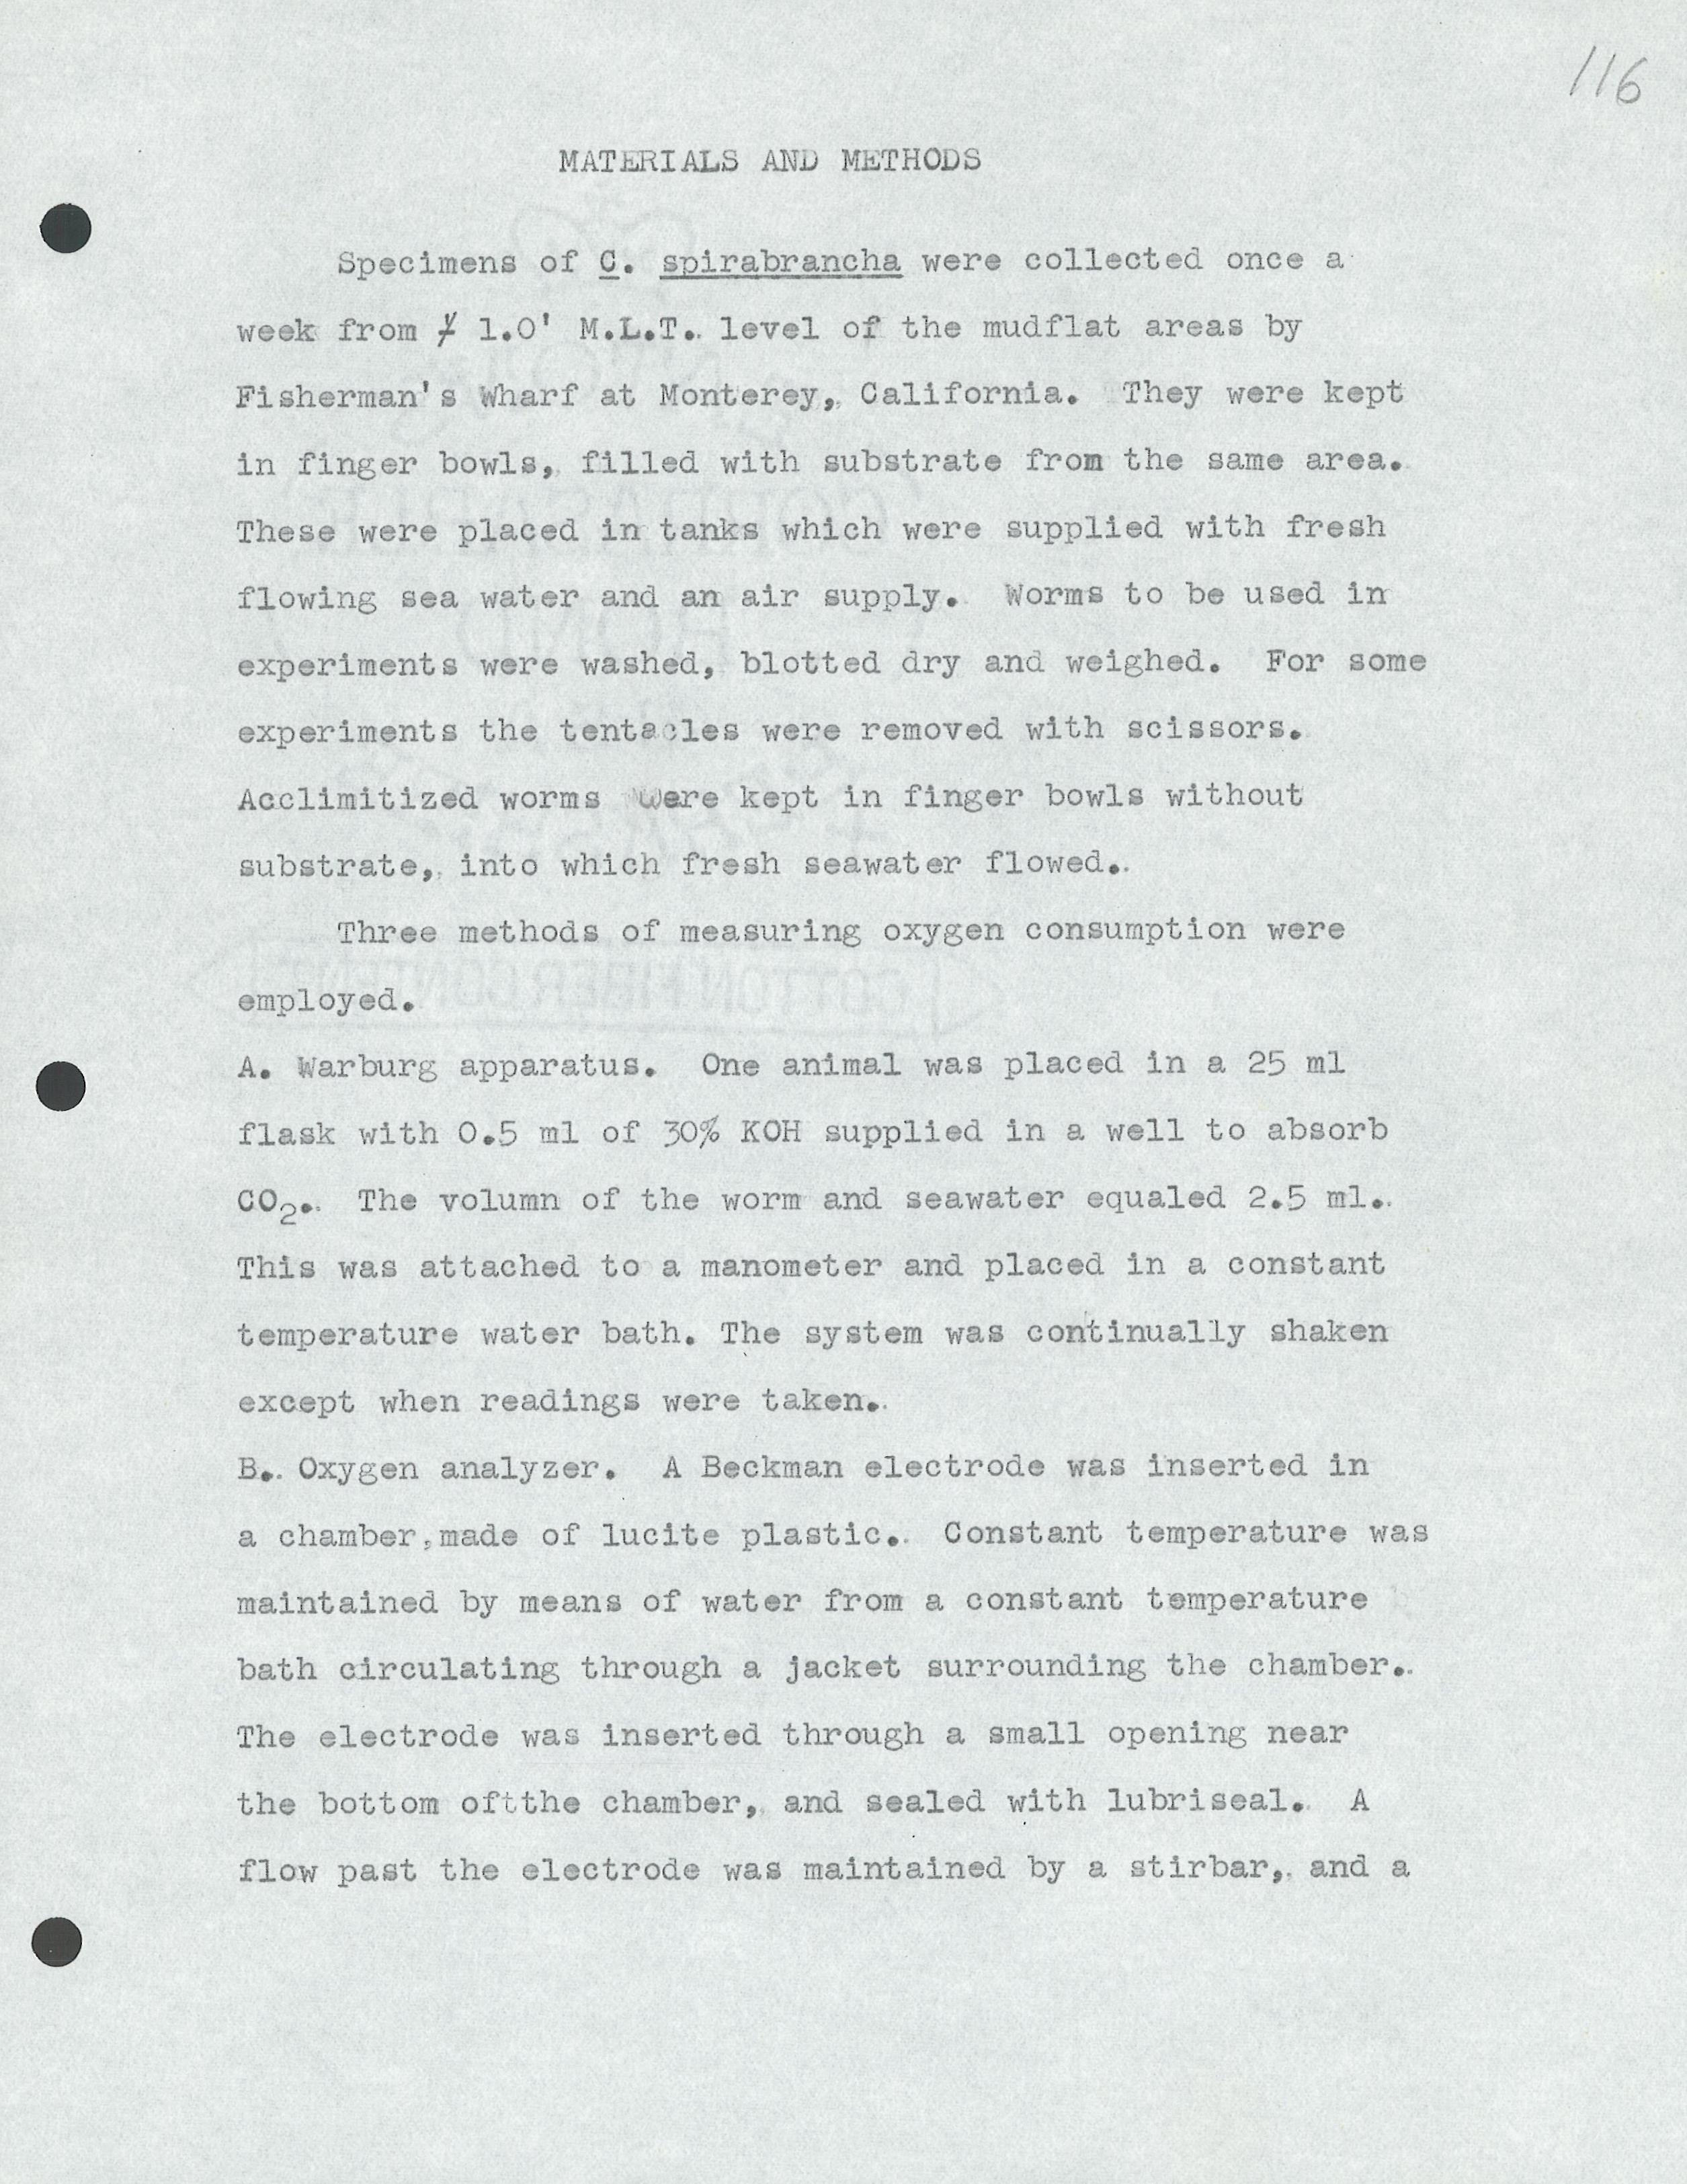 116
MATERIALS AND METHODS
Specimens of C. spirabrancha were collected once a
week from + 1.0' M.L.T. level of the mudflat areas by
Fisherman's Wharf at Monterey, California. They were kept
in finger bowls, filled with substrate from the same area.
These were placed in tanks which were supplied with fresh
flowing sea water and an air supply. Worms to be used in
experiments were washed, blotted dry and weighed. For some
experiments the tentacles were removed with scissors.
Acclimitized worms were kept in finger bowls without
substrate, into which fresh seawater flowed.
Three methods of measuring oxygen consumption were
employed.
A. Warburg apparatus. One animal was placed in a 25 ml
flask with 0.5 ml of 30% KOH supplied in a well to absorb
CO2. The volumn of the worm and seawater equaled 2.5 ml.
This was attached to a manometer and placed in a constant
temperature water bath. The system was continually shaken
except when readings were taken.
B. Oxygen analyzer. A Beckman electrode was inserted in
a chamber,made of lucite plastic. Constant temperature was
maintained by means of water from a constant temperature
bath circulating through a jacket surrounding the chamber.
The electrode was inserted through a small opening near
the bottom oftthe chamber, and sealed with lubriseal. A
flow past the electrode was maintained by a stirbar, and a